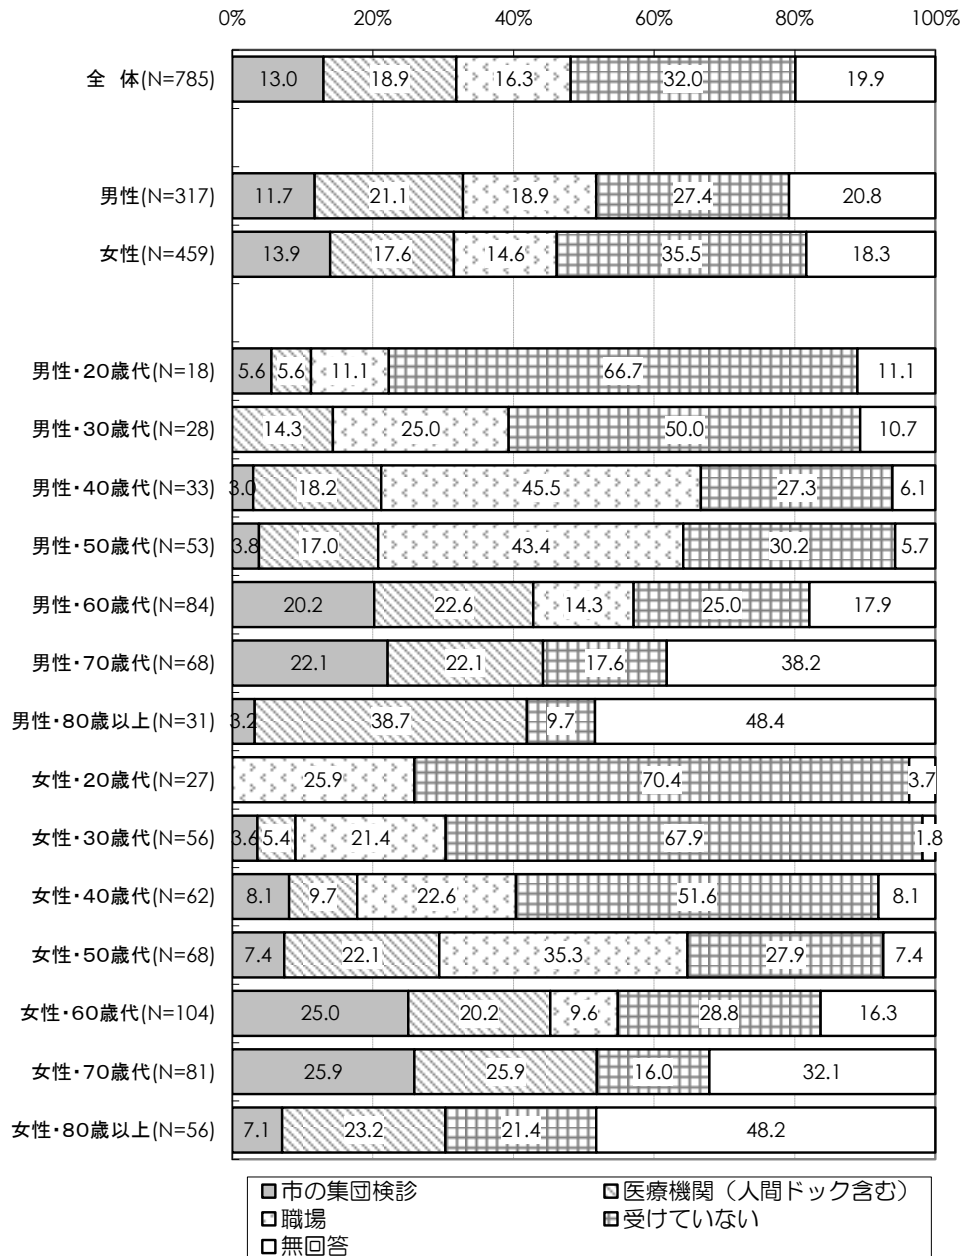 0% 20% 40% 60% 80% 100%
全 体(N=785) 13.0 18.9 16.3 32.0 19.9
男性(N=317) 11.7 21.1 18.9 27.4 20.8
女性(N=459) 13.9 17.6 14.6 35.5 18.3
男性・20歳代(N=18) 5.6 5.6 11.1 66.7 11.1
男性・30歳代(N=28) 14.3 25.0 50.0 10.7
男性・40歳代(N=33) 3.0 18.2 45.5 27.3 6.1
男性・50歳代(N=53) 3.8 17.0 43.4 30.2 5.7
男性・60歳代(N=84) 20.2 22.6 14.3 25.0 17.9
男性・70歳代(N=68) 22.1 22.1 17.6 38.2
男性・80歳以上(N=31) 3.2 38.7 9.7 48.4
女性・20歳代(N=27) 25.9 70.4 3.7
女性・30歳代(N=56) 3.6 5.4 21.4 67.9 1.8
女性・40歳代(N=62) 8.1 9.7 22.6 51.6 8.1
女性・50歳代(N=68) 7.4 22.1 35.3 27.9 7.4
女性・60歳代(N=104) 25.0 20.2 9.6 28.8 16.3
女性・70歳代(N=81) 25.9 25.9 16.0 32.1
女性・80歳以上(N=56) 7.1 23.2 21.4 48.2
市の集団検診 医療機関（人間ドック含む）
職場 受けていない
無回答